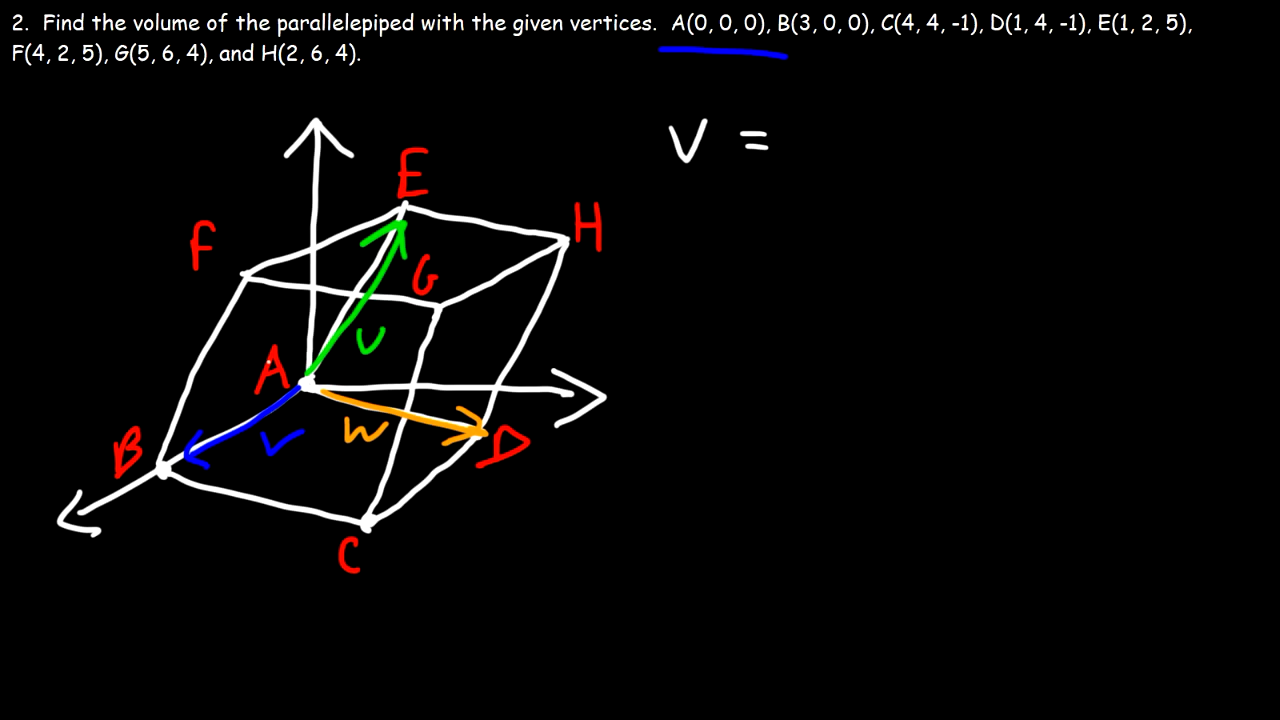 2. Find the volume of the parallelepiped with the given vertices. A(0, 0, 0), B(3, 0, 0), C(4, 4, -1), D(1, 4, -1), E(1, 2, 5),
F(4, 2, 5), G(5, 6, 4), and H(2, 6, 4).
V =
E
H
F
G
U
A
B
V
W
D
C